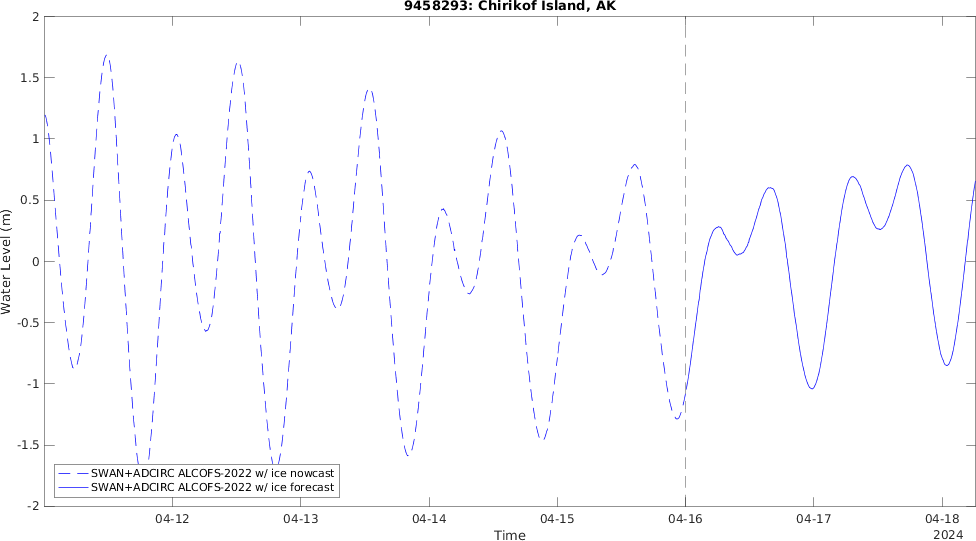 9458293: Chirikof Island, AK
Water Level (m)
2
1.5
1
0.5
0
-0.5
-1
-1.5
-2
SWAN+ADCIRC ALCOFS-2022 w/ ice nowcast
SWAN+ADCIRC ALCOFS-2022 w/ ice forecast
04-12 04-13 04-14 04-15 04-16 04-17 04-18
Time
2024